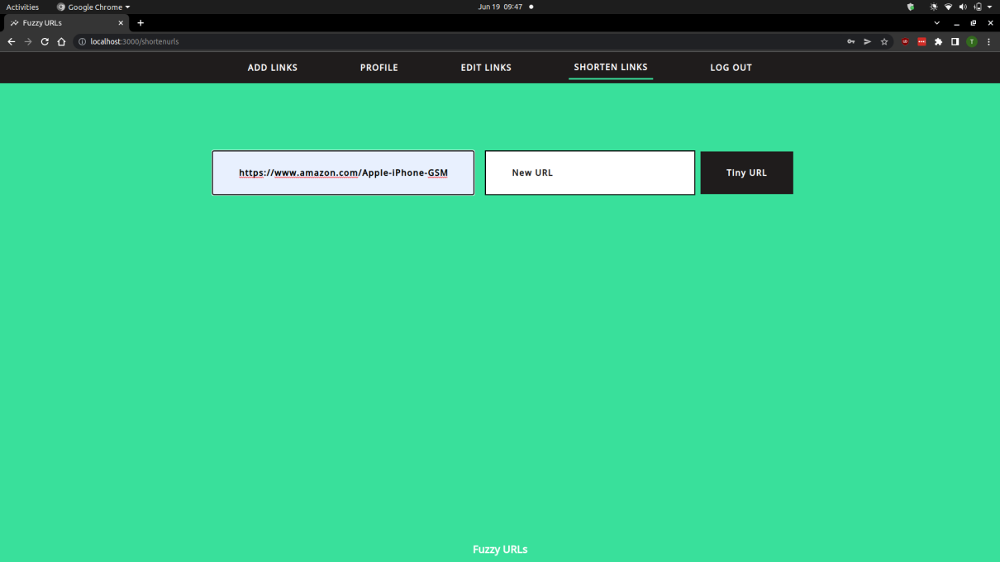 Activities Google Chrome Jun 19 09:47
Fuzzy URLs
localhost:3000/shortenurls T
ADD LINKS PROFILE EDIT LINKS SHORTEN LINKS LOG OUT
https://www.amazon.com/Apple-iPhone-GSM New URL Tiny URL
Fuzzy URLs